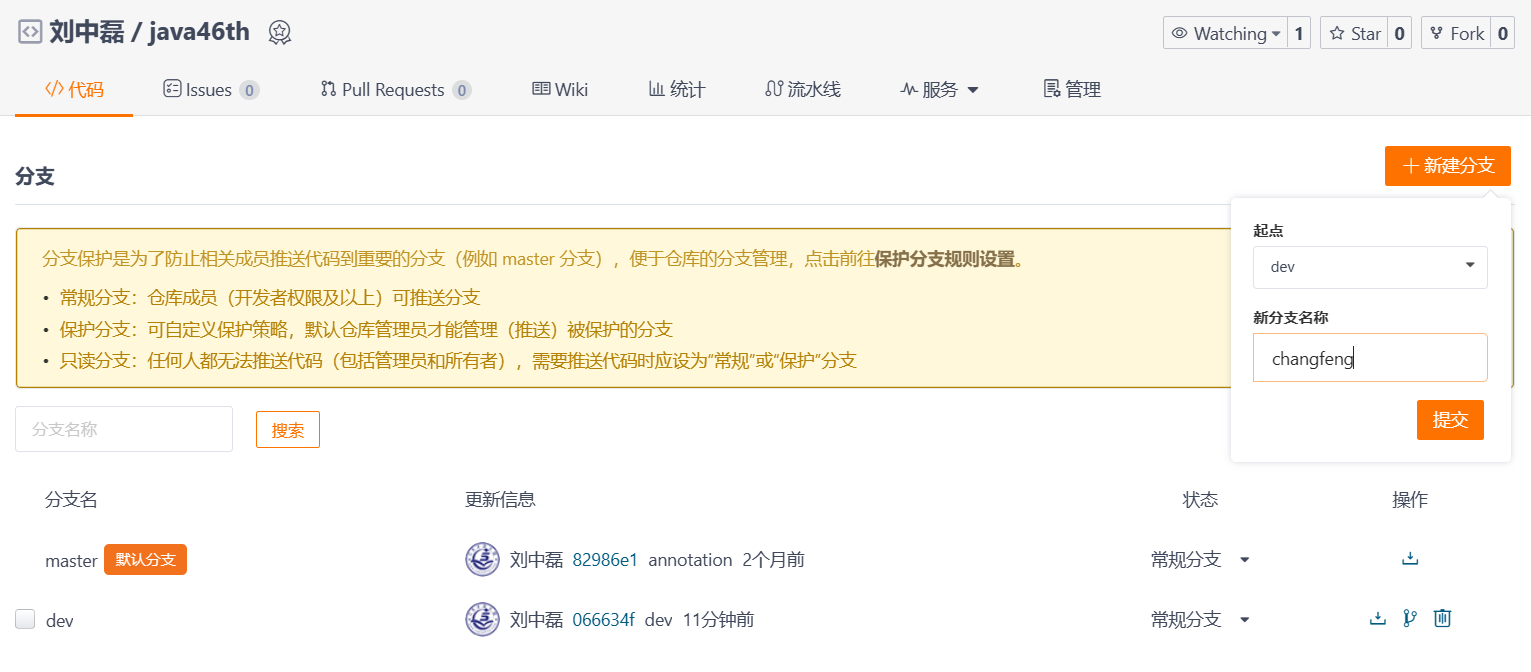 刘中磊 / java46th
Watching 1 Star 0 Fork 0
代码 Issues 0 Pull Requests 0 Wiki 统计 流水线 服务 管理
分支
新建分支
分支保护是为了防止相关成员推送代码到重要的分支（例如 master 分支），便于仓库的分支管理，点击前往保护分支规则设置。
• 常规分支：仓库成员（开发者权限及以上）可推送分支
• 保护分支：可自定义保护策略，默认仓库管理员才能管理（推送）被保护的分支
• 只读分支：任何人都无法推送代码（包括管理员和所有者），需要推送代码时应设为“常规”或“保护”分支
起点
dev
新分支名称
changfeng
提交
分支名称 搜索
分支名 更新信息 状态 操作
master 默认分支 刘中磊 82986e1 annotation 2个月前 常规分支
dev 刘中磊 066634f dev 11分钟前 常规分支